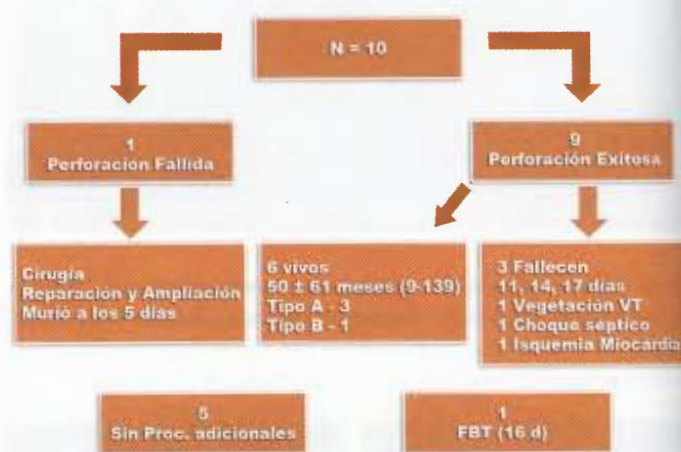 N = 10
1
Perforación Fallida
9
Perforación Exitosa
Cirugía
Reparación y Ampliación
Murió a los 5 días
6 vivos
50 ± 61 meses (9-139)
Tipo A - 3
Tipo B - 1
3 Fallecen
11, 14, 17 días
1 Vegetación VT
1 Choque séptico
1 Isquemia Miocardia
5
Sin Proc. adicionales
1
FBT (16 d)